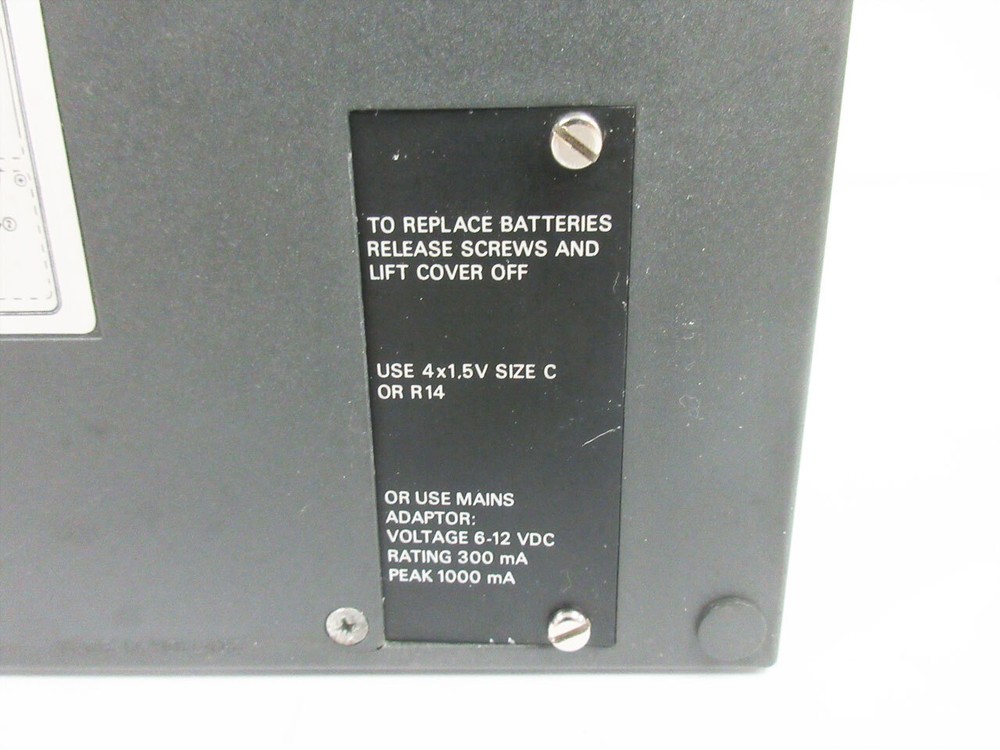 TO REPLACE BATTERIES
RELEASE SCREWS AND
LIFT COVER OFF
USE 4x1.5V SIZE C
OR R14
OR USE MAINS
ADAPTOR:
VOLTAGE 6-12 VDC
RATING 300 mA
PEAK 1000 mA